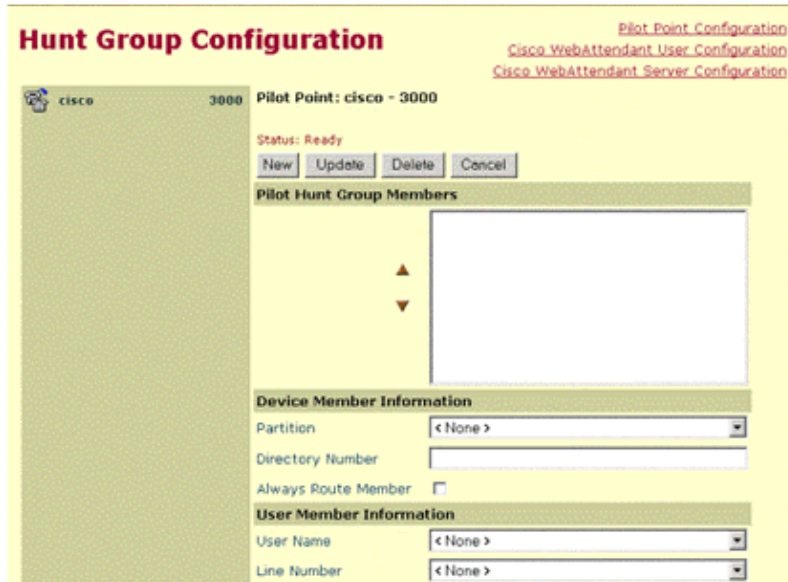 Hunt Group Configuration
Pilot Point Configuration
Cisco WebAttendant User Configuration
Cisco WebAttendant Server Configuration
cisco 3000
Pilot Point: cisco - 3000
Status: Ready
New Update Delete Cancel
Pilot Hunt Group Members
Device Member Information
Partition < None >
Directory Number
Always Route Member
User Member Information
User Name < None >
Line Number < None >